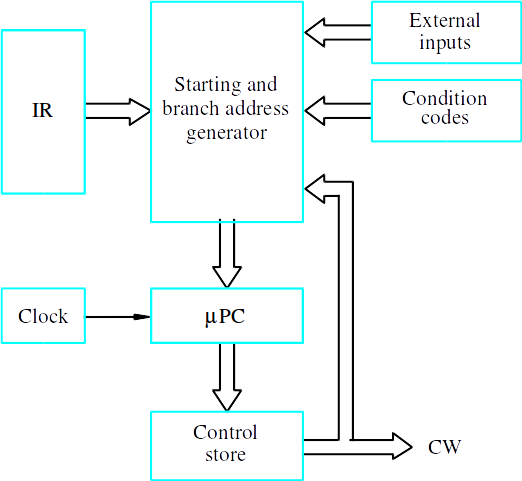 External
inputs
IR
Starting and
branch address
generator
Condition
codes
Clock
μPC
Control
store
CW